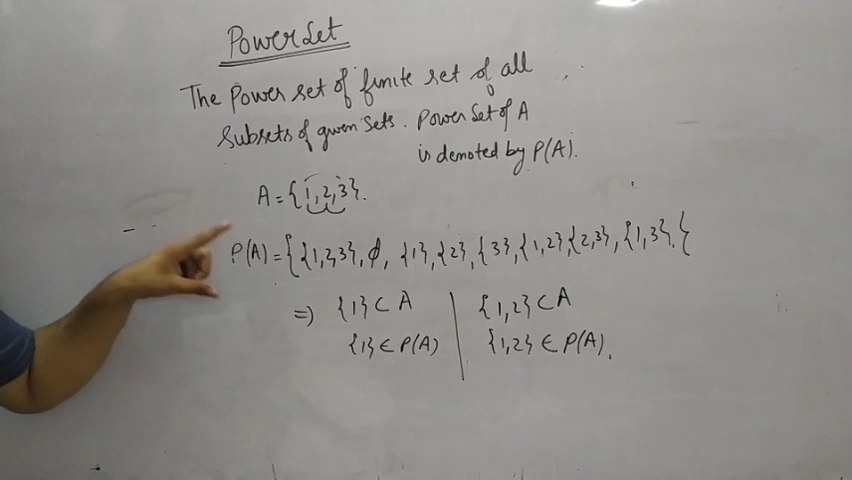 Power Set
The Power set of finite set of all
subsets of given sets. Power Set of A
is denoted by P(A).
A = {1,2,3}.
P(A) = { {1,2,3}, ϕ, {1}, {2}, {3}, {1,2} {2,3}, {1,3}. {
=> {1} ⊂ A | {1,2} ⊂ A
{1} ∈ P(A) | {1,2} ∈ P(A).